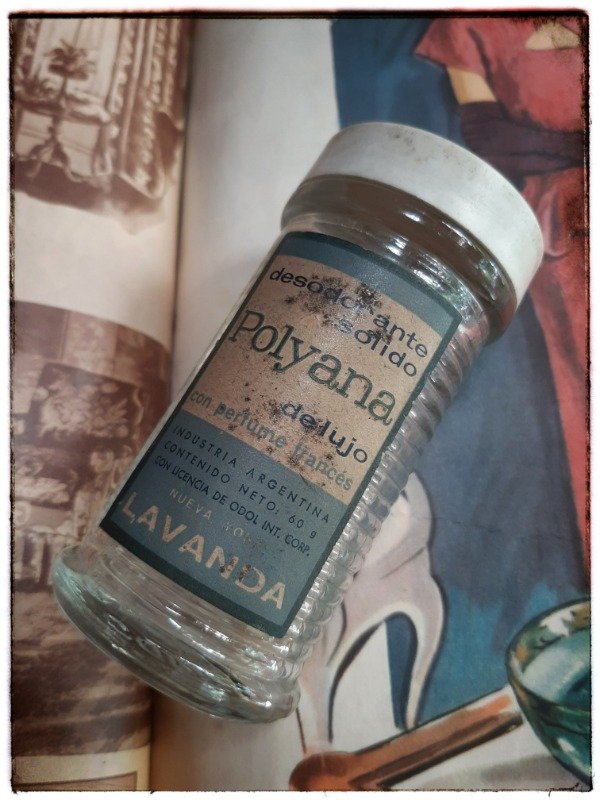 desodorante
sólido
Polyana
de lujo
con perfume francés
INDUSTRIA ARGENTINA
CONTENIDO NETO: 60 g
CON LICENCIA DE ODOL INT. CORP.
NUEVA YORK
LAVANDA